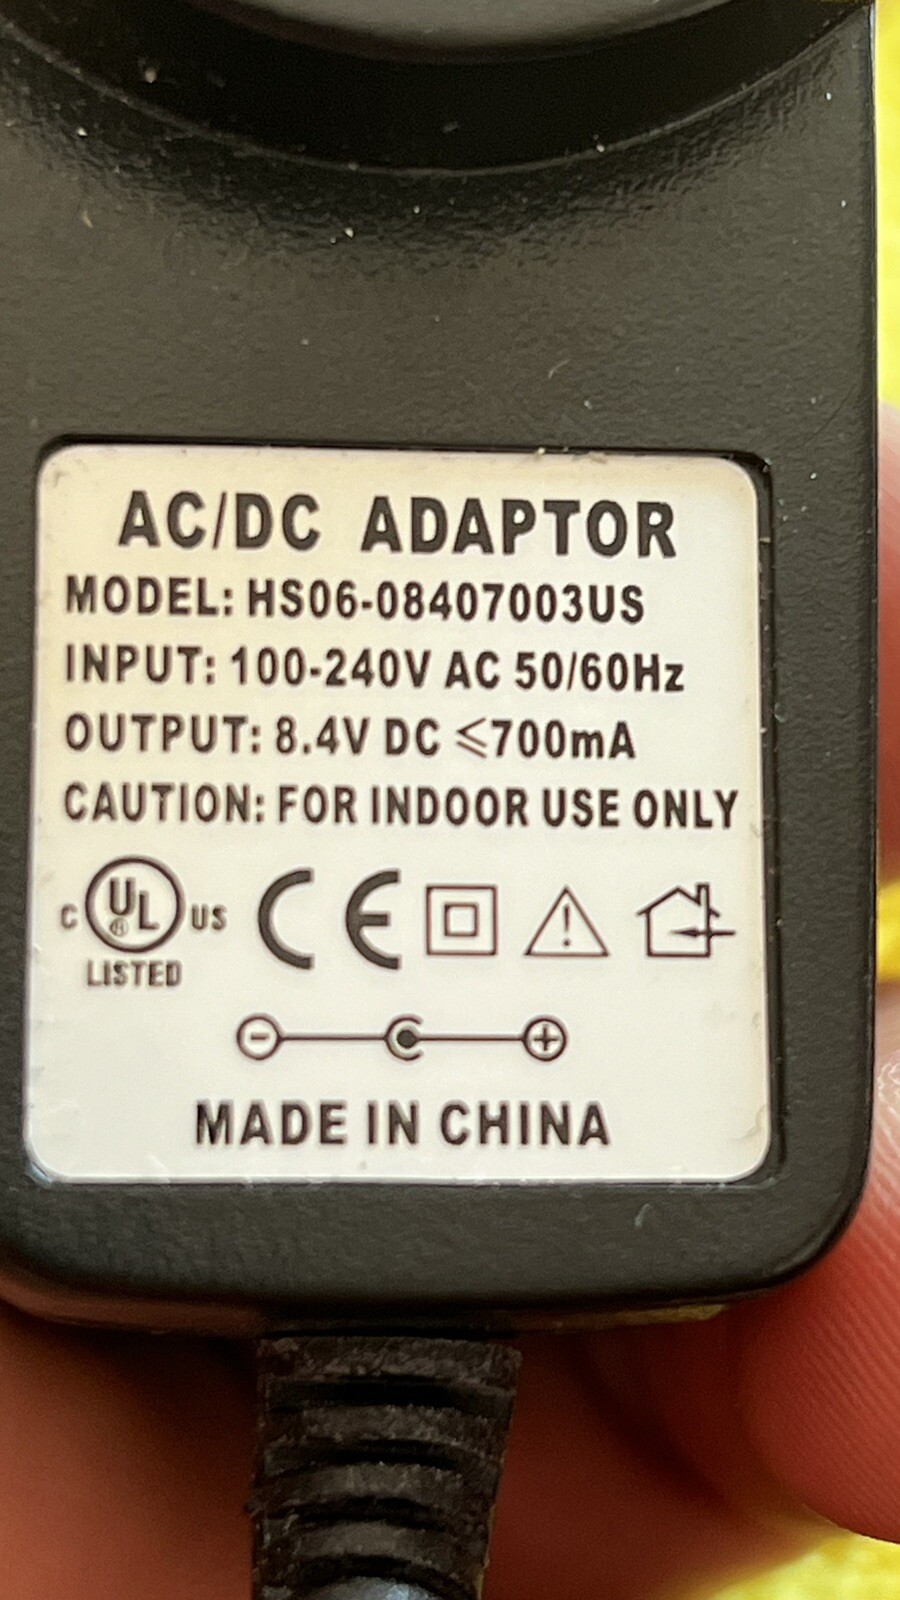 AC/DC ADAPTOR
MODEL: HS06-08407003US
INPUT: 100-240V AC 50/60Hz
OUTPUT: 8.4V DC ≤700mA
CAUTION: FOR INDOOR USE ONLY
C UL® US CE
LISTED
MADE IN CHINA